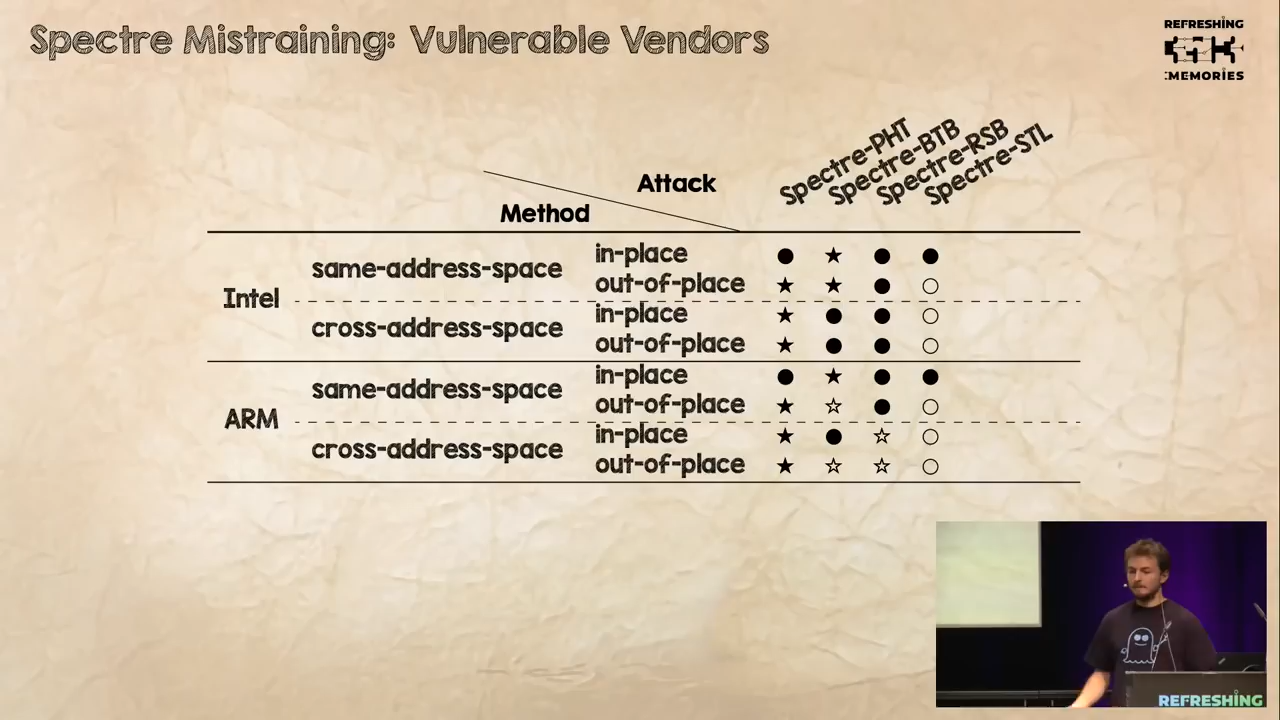 Spectre Mistraining: Vulnerable Vendors
REFRESHING
:MEMORIES
Attack
Method
Spectre-PHT
Spectre-BTB
Spectre-RSB
Spectre-STL
Intel
same-address-space
in-place ● ★ ● ●
out-of-place ★ ★ ● ○
cross-address-space
in-place ★ ● ● ○
out-of-place ★ ● ● ○
ARM
same-address-space
in-place ● ★ ● ●
out-of-place ★ ☆ ● ○
cross-address-space
in-place ★ ● ☆ ○
out-of-place ★ ☆ ☆ ○
REFRESHING